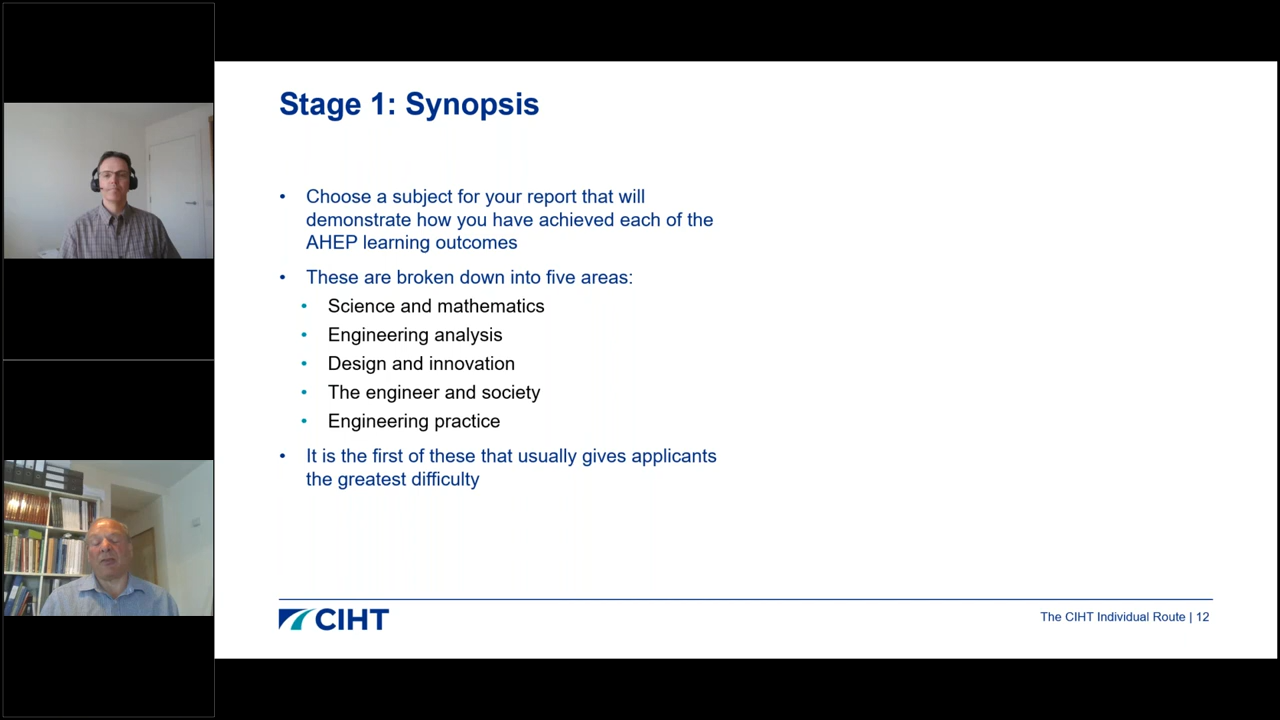 Stage 1: Synopsis
• Choose a subject for your report that will
demonstrate how you have achieved each of the
AHEP learning outcomes
• These are broken down into five areas:
• Science and mathematics
• Engineering analysis
• Design and innovation
• The engineer and society
• Engineering practice
• It is the first of these that usually gives applicants
the greatest difficulty
CIHT
The CIHT Individual Route | 12